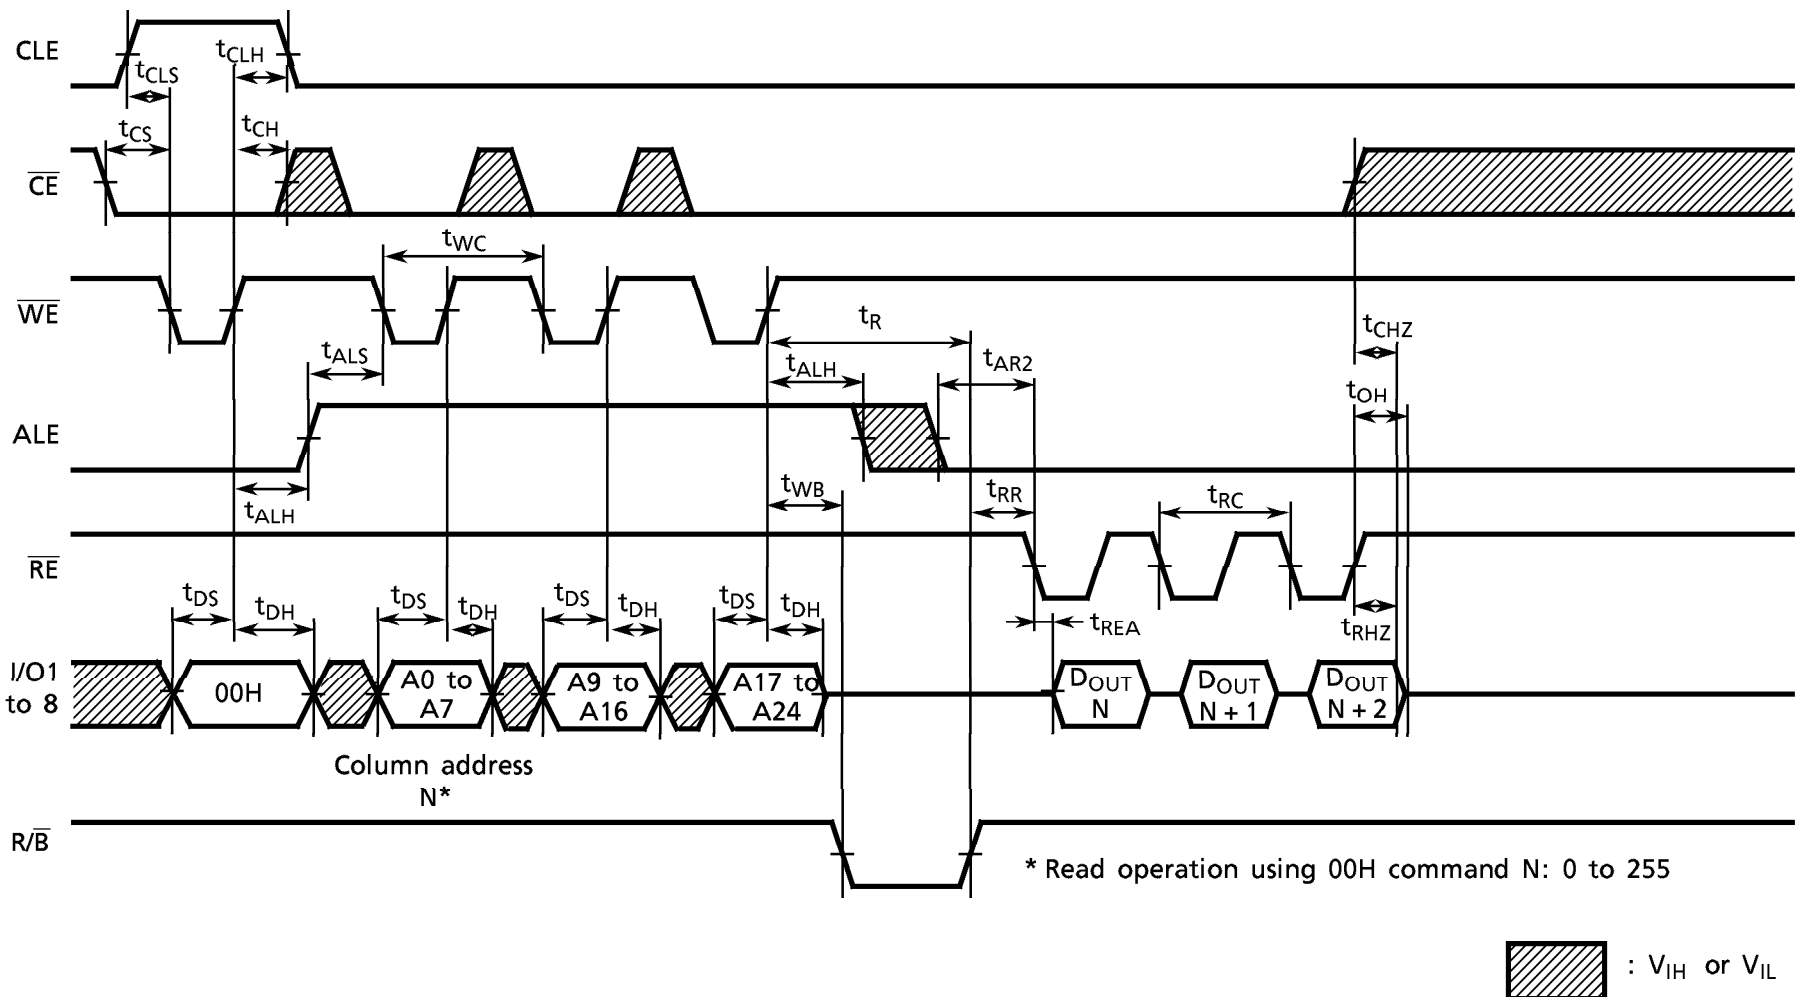 CLE
tCLS
tCLH
tCS
tCH
CE
tWC
WE
tR
tCHZ
tALS
tALH
tAR2
tOH
ALE
tALH
tWB
tRR
tRC
RE
tDS
tDH
tDS
tDH
tDS
tDH
tDS
tDH
tREA
tRHZ
I/O1
to 8
00H
A0 to
A7
A9 to
A16
A17 to
A24
DOUT
N
DOUT
N + 1
DOUT
N + 2
Column address
N*
R/B
* Read operation using 00H command N: 0 to 255
: VIH or VIL